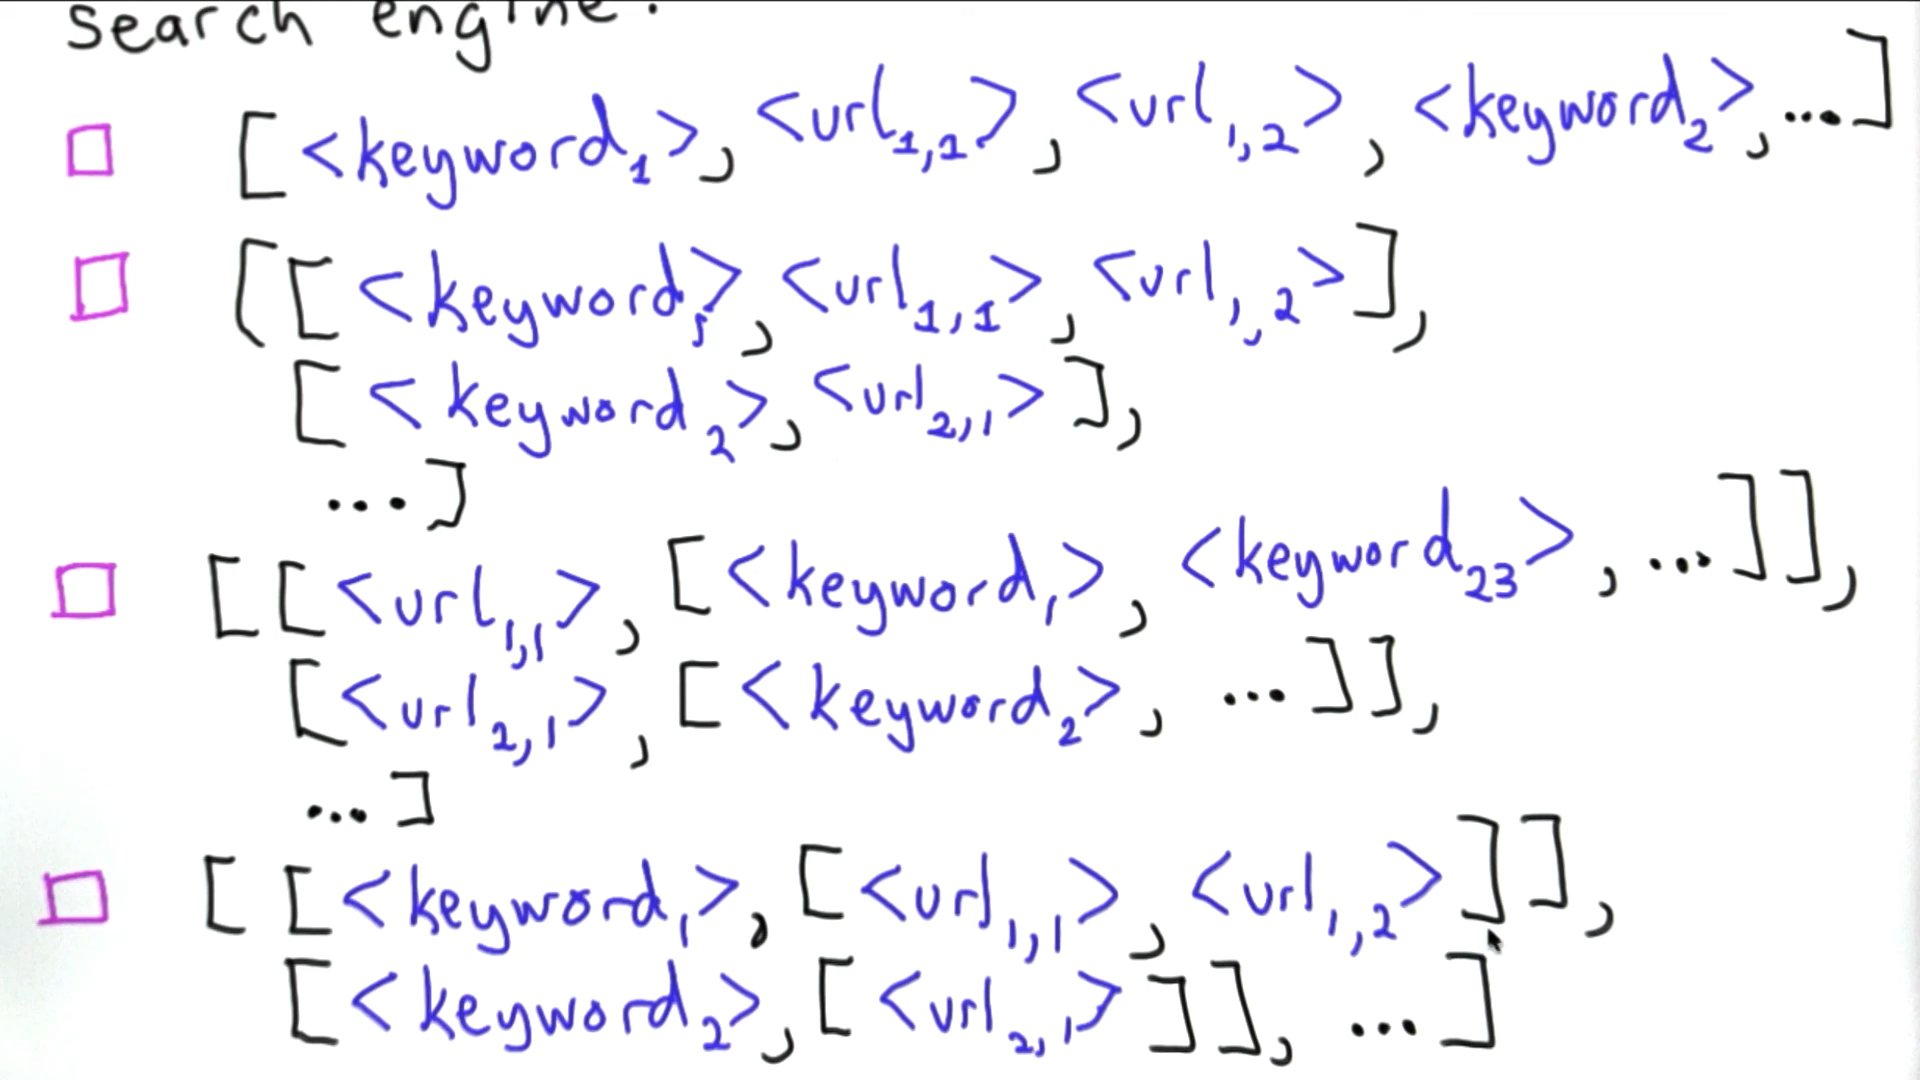 search engine.
[<keyword1>, <url1,1>, <url1,2>, <keyword2>, ...]
[[<keyword1>, <url1,1>, <url1,2>],
[<keyword2>, <url2,1>],
...]
[[<url1,1>, [<keyword1>, <keyword23>, ...]],
[<url2,1>, [<keyword2>, ...]],
...]
[[<keyword1>, [<url1,1>, <url1,2>]],
[<keyword2>, [<url2,1>]], ...]